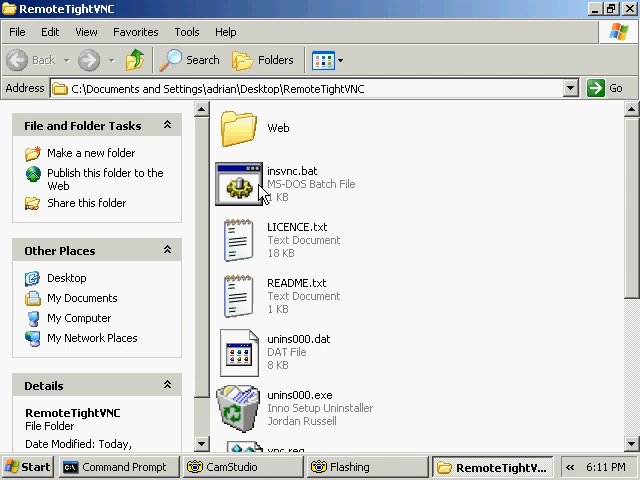 RemoteTightVNC
File Edit View Favorites Tools Help
Back Search Folders
Address C:\Documents and Settings\adrian\Desktop\RemoteTightVNC Go
File and Folder Tasks
Make a new folder
Publish this folder to the
Web
Share this folder
Other Places
Desktop
My Documents
My Computer
My Network Places
Details
RemoteTightVNC
File Folder
Date Modified: Today,
Web
insvnc.bat
MS-DOS Batch File
1 KB
LICENCE.txt
Text Document
18 KB
README.txt
Text Document
1 KB
unins000.dat
DAT File
8 KB
unins000.exe
Inno Setup Uninstaller
Jordan Russell
vnc.reg
Start Command Prompt CamStudio Flashing RemoteTightV... 6:11 PM